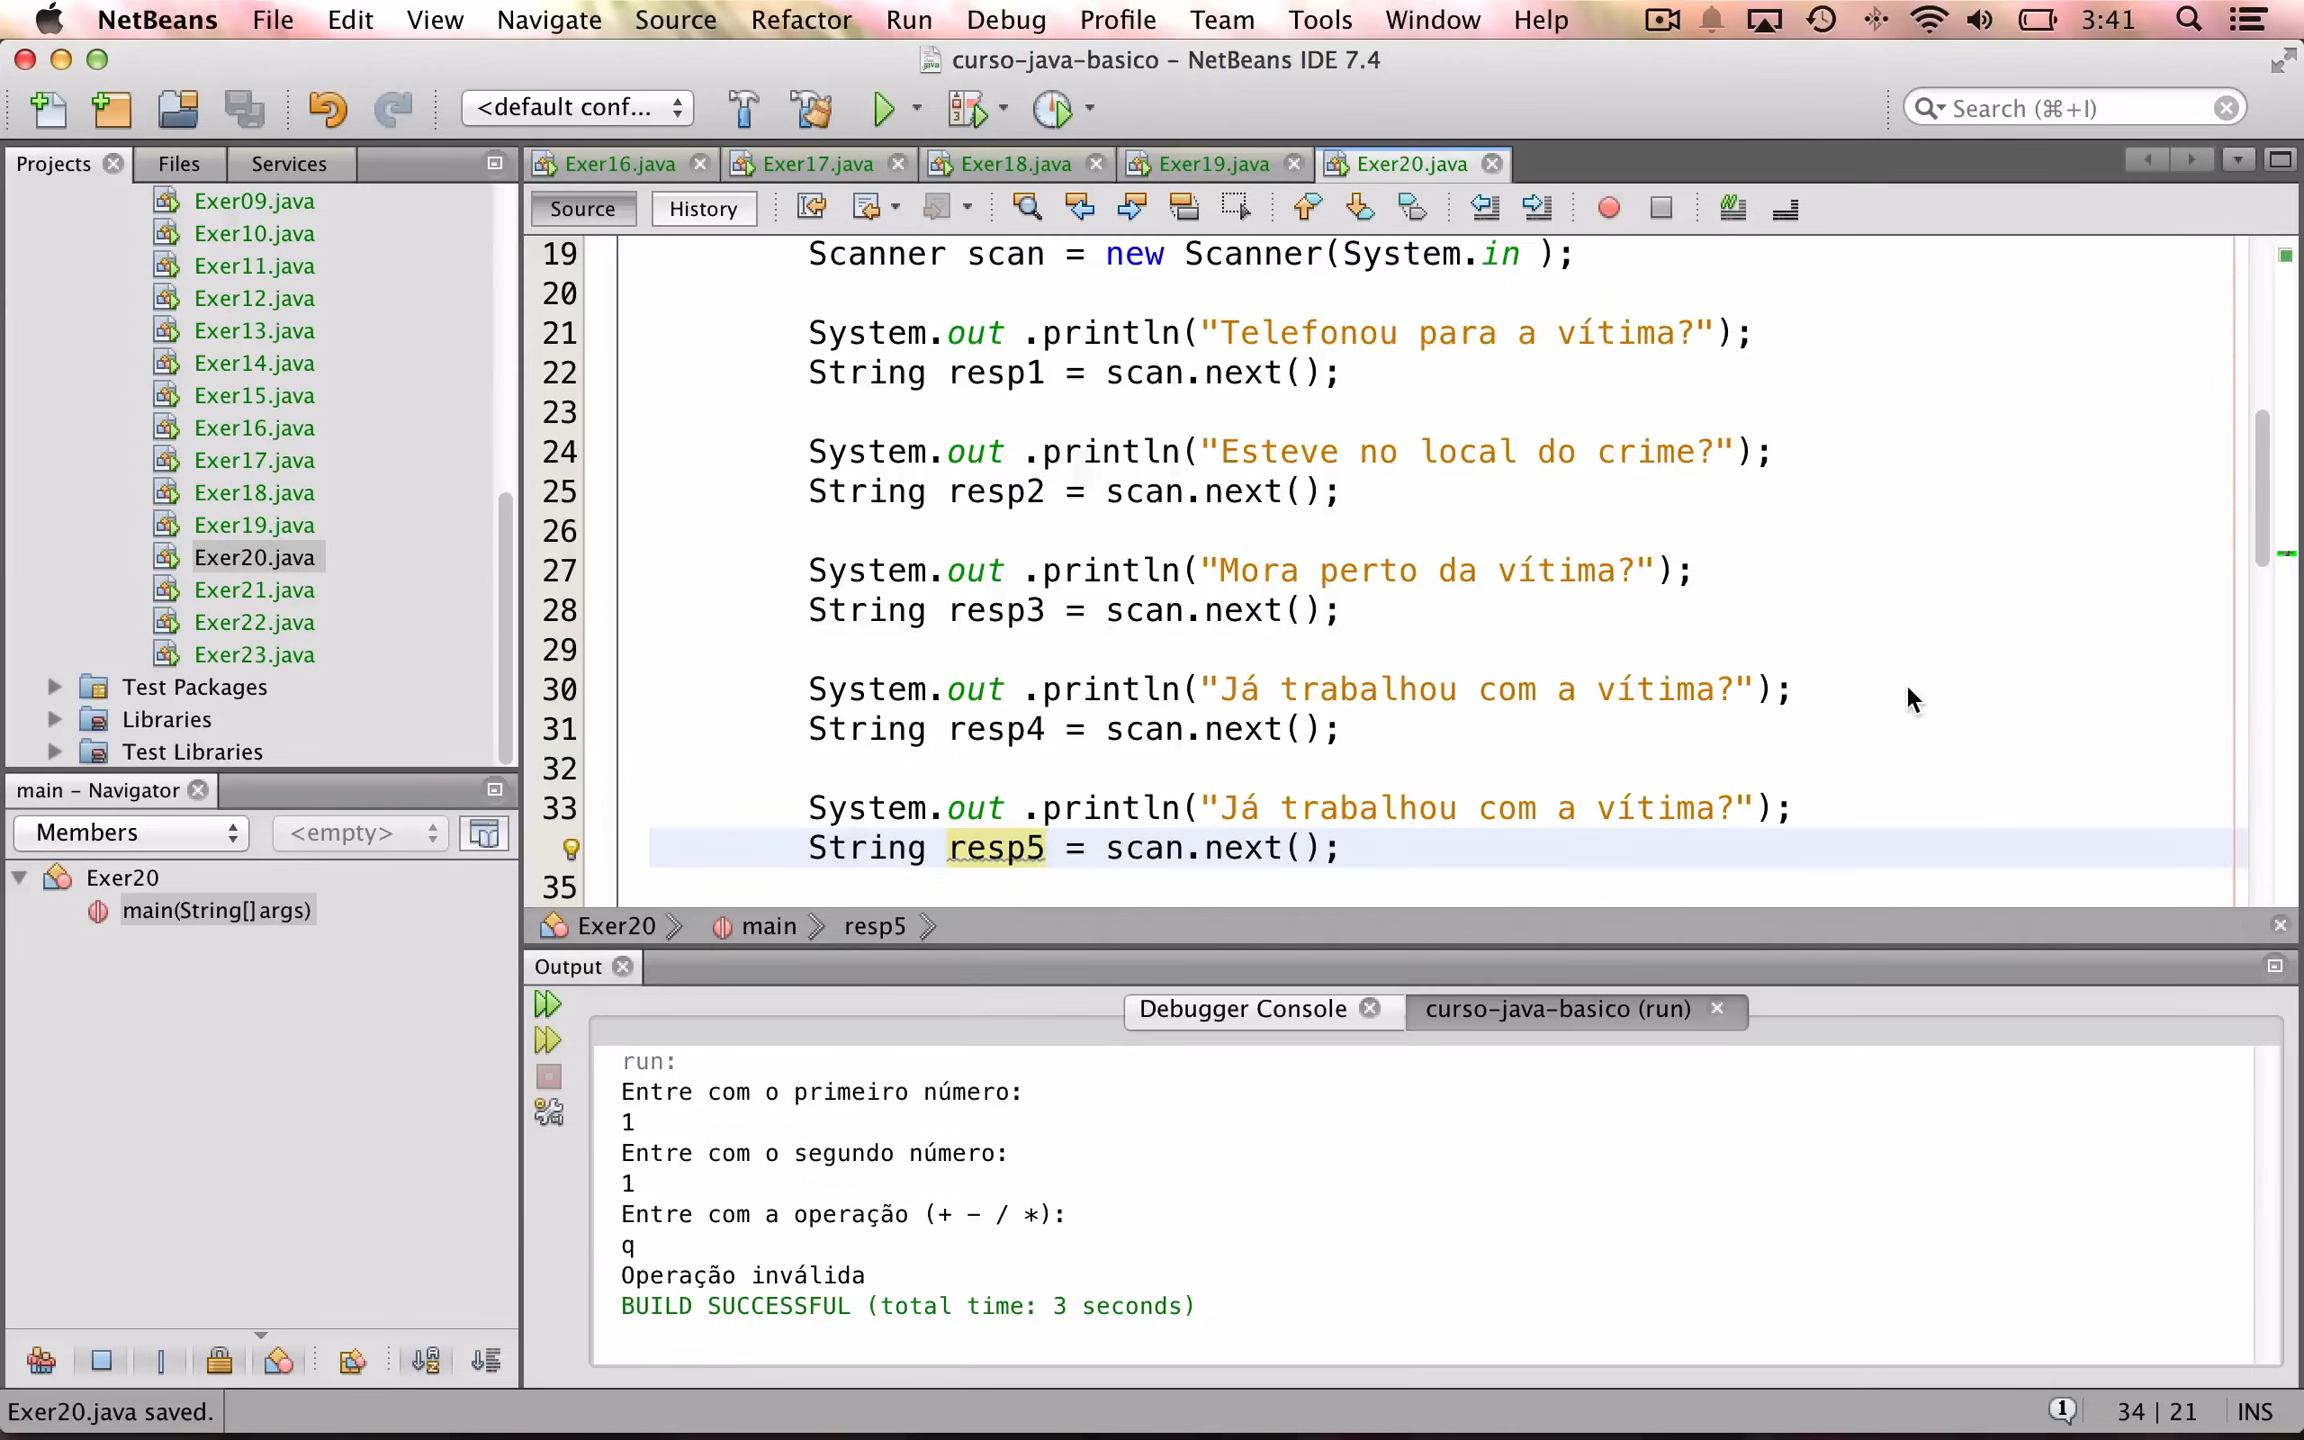 NetBeans File Edit View Navigate Source Refactor Run Debug Profile Team Tools Window Help 3:41
curso-java-basico – NetBeans IDE 7.4
<default conf... Search (⌘+I)
Projects Files Services
Exer16.java Exer17.java Exer18.java Exer19.java Exer20.java
Source History
Exer09.java
Exer10.java
Exer11.java
Exer12.java
Exer13.java
Exer14.java
Exer15.java
Exer16.java
Exer17.java
Exer18.java
Exer19.java
Exer20.java
Exer21.java
Exer22.java
Exer23.java
Test Packages
Libraries
Test Libraries
19 Scanner scan = new Scanner(System.in );
20
21 System.out .println("Telefonou para a vítima?");
22 String resp1 = scan.next();
23
24 System.out .println("Esteve no local do crime?");
25 String resp2 = scan.next();
26
27 System.out .println("Mora perto da vítima?");
28 String resp3 = scan.next();
29
30 System.out .println("Já trabalhou com a vítima?");
31 String resp4 = scan.next();
32
33 System.out .println("Já trabalhou com a vítima?");
String resp5 = scan.next();
35
Exer20 main resp5
main – Navigator
Members <empty>
Exer20
main(String[] args)
Output
Debugger Console curso-java-basico (run)
run:
Entre com o primeiro número:
1
Entre com o segundo número:
1
Entre com a operação (+ – / *):
q
Operação inválida
BUILD SUCCESSFUL (total time: 3 seconds)
Exer20.java saved. 1 34 | 21 INS